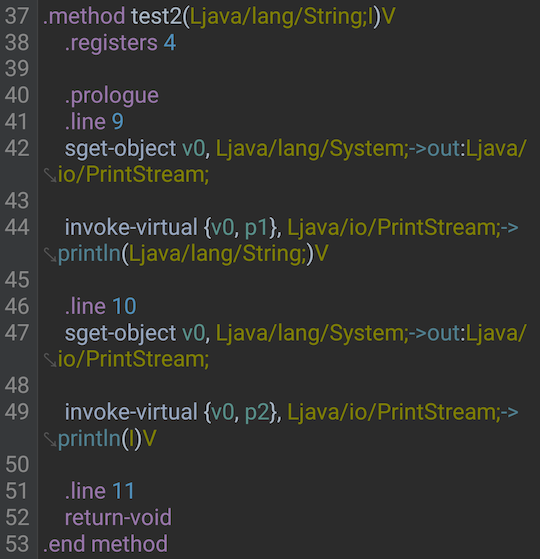 37 .method test2(Ljava/lang/String;I)V
38 .registers 4
39
40 .prologue
41 .line 9
42 sget-object v0, Ljava/lang/System;->out:Ljava/
io/PrintStream;
43
44 invoke-virtual {v0, p1}, Ljava/io/PrintStream;->
println(Ljava/lang/String;)V
45
46 .line 10
47 sget-object v0, Ljava/lang/System;->out:Ljava/
io/PrintStream;
48
49 invoke-virtual {v0, p2}, Ljava/io/PrintStream;->
println(I)V
50
51 .line 11
52 return-void
53 .end method